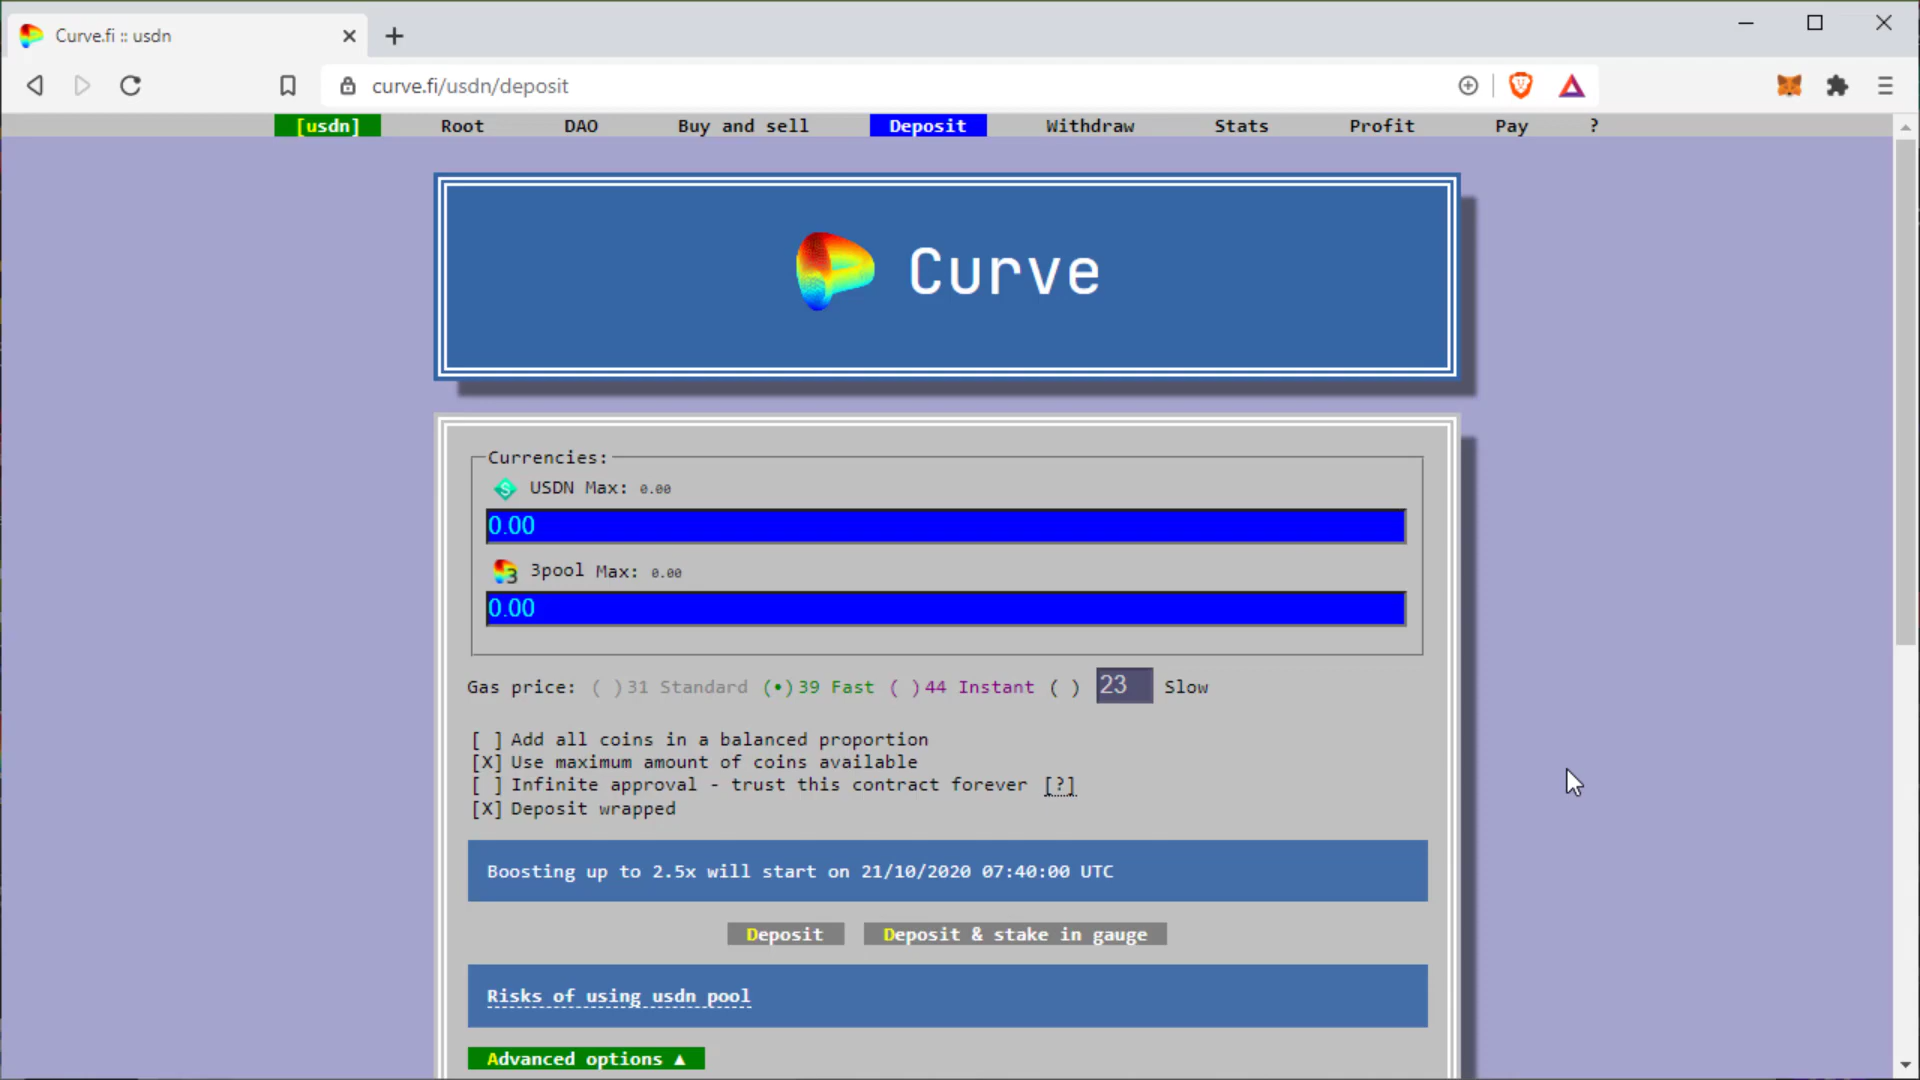 Curve.fi :: usdn
curve.fi/usdn/deposit
[usdn] Root DAO Buy and sell Deposit Withdraw Stats Profit Pay ?
Curve
Currencies:
USDN Max: 0.00
0.00
3pool Max: 0.00
0.00
Gas price: ( )31 Standard (•)39 Fast ( )44 Instant ( ) 23 Slow
[ ] Add all coins in a balanced proportion
[X] Use maximum amount of coins available
[ ] Infinite approval - trust this contract forever [?]
[X] Deposit wrapped
Boosting up to 2.5x will start on 21/10/2020 07:40:00 UTC
Deposit Deposit & stake in gauge
Risks of using usdn pool
Advanced options ▲